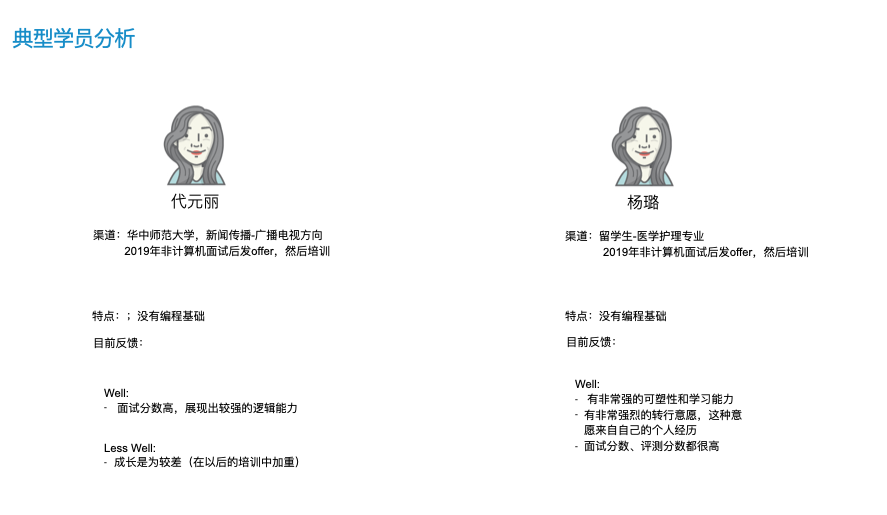 典型学员分析
代元丽
渠道：华中师范大学，新闻传播-广播电视方向
2019年非计算机面试后发offer，然后培训
特点：；没有编程基础
目前反馈：
Well:
- 面试分数高，展现出较强的逻辑能力
Less Well:
- 成长是为较差（在以后的培训中加重）
杨璐
渠道：留学生-医学护理专业
2019年非计算机面试后发offer，然后培训
特点：没有编程基础
目前反馈：
Well:
- 有非常强的可塑性和学习能力
- 有非常强烈的转行意愿，这种意
愿来自自己的个人经历
- 面试分数、评测分数都很高